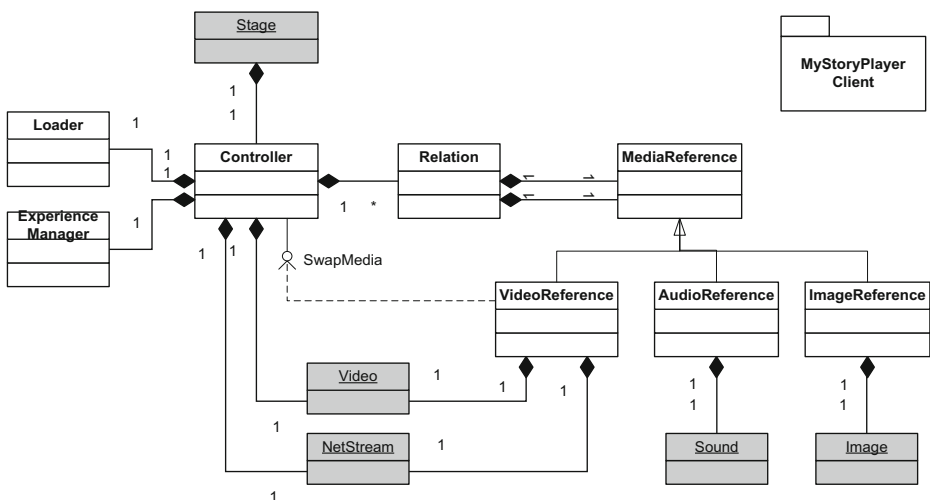 Stage
MyStoryPlayer
Client
1
1
Loader
1
Controller
Relation
MediaReference
1
1
1
1
1
1
Experience
Manager
1
1
*
1
1
SwapMedia
VideoReference
AudioReference
ImageReference
Video
1
1
1
1
1
1
1
1
NetStream
1
Sound
Image
1